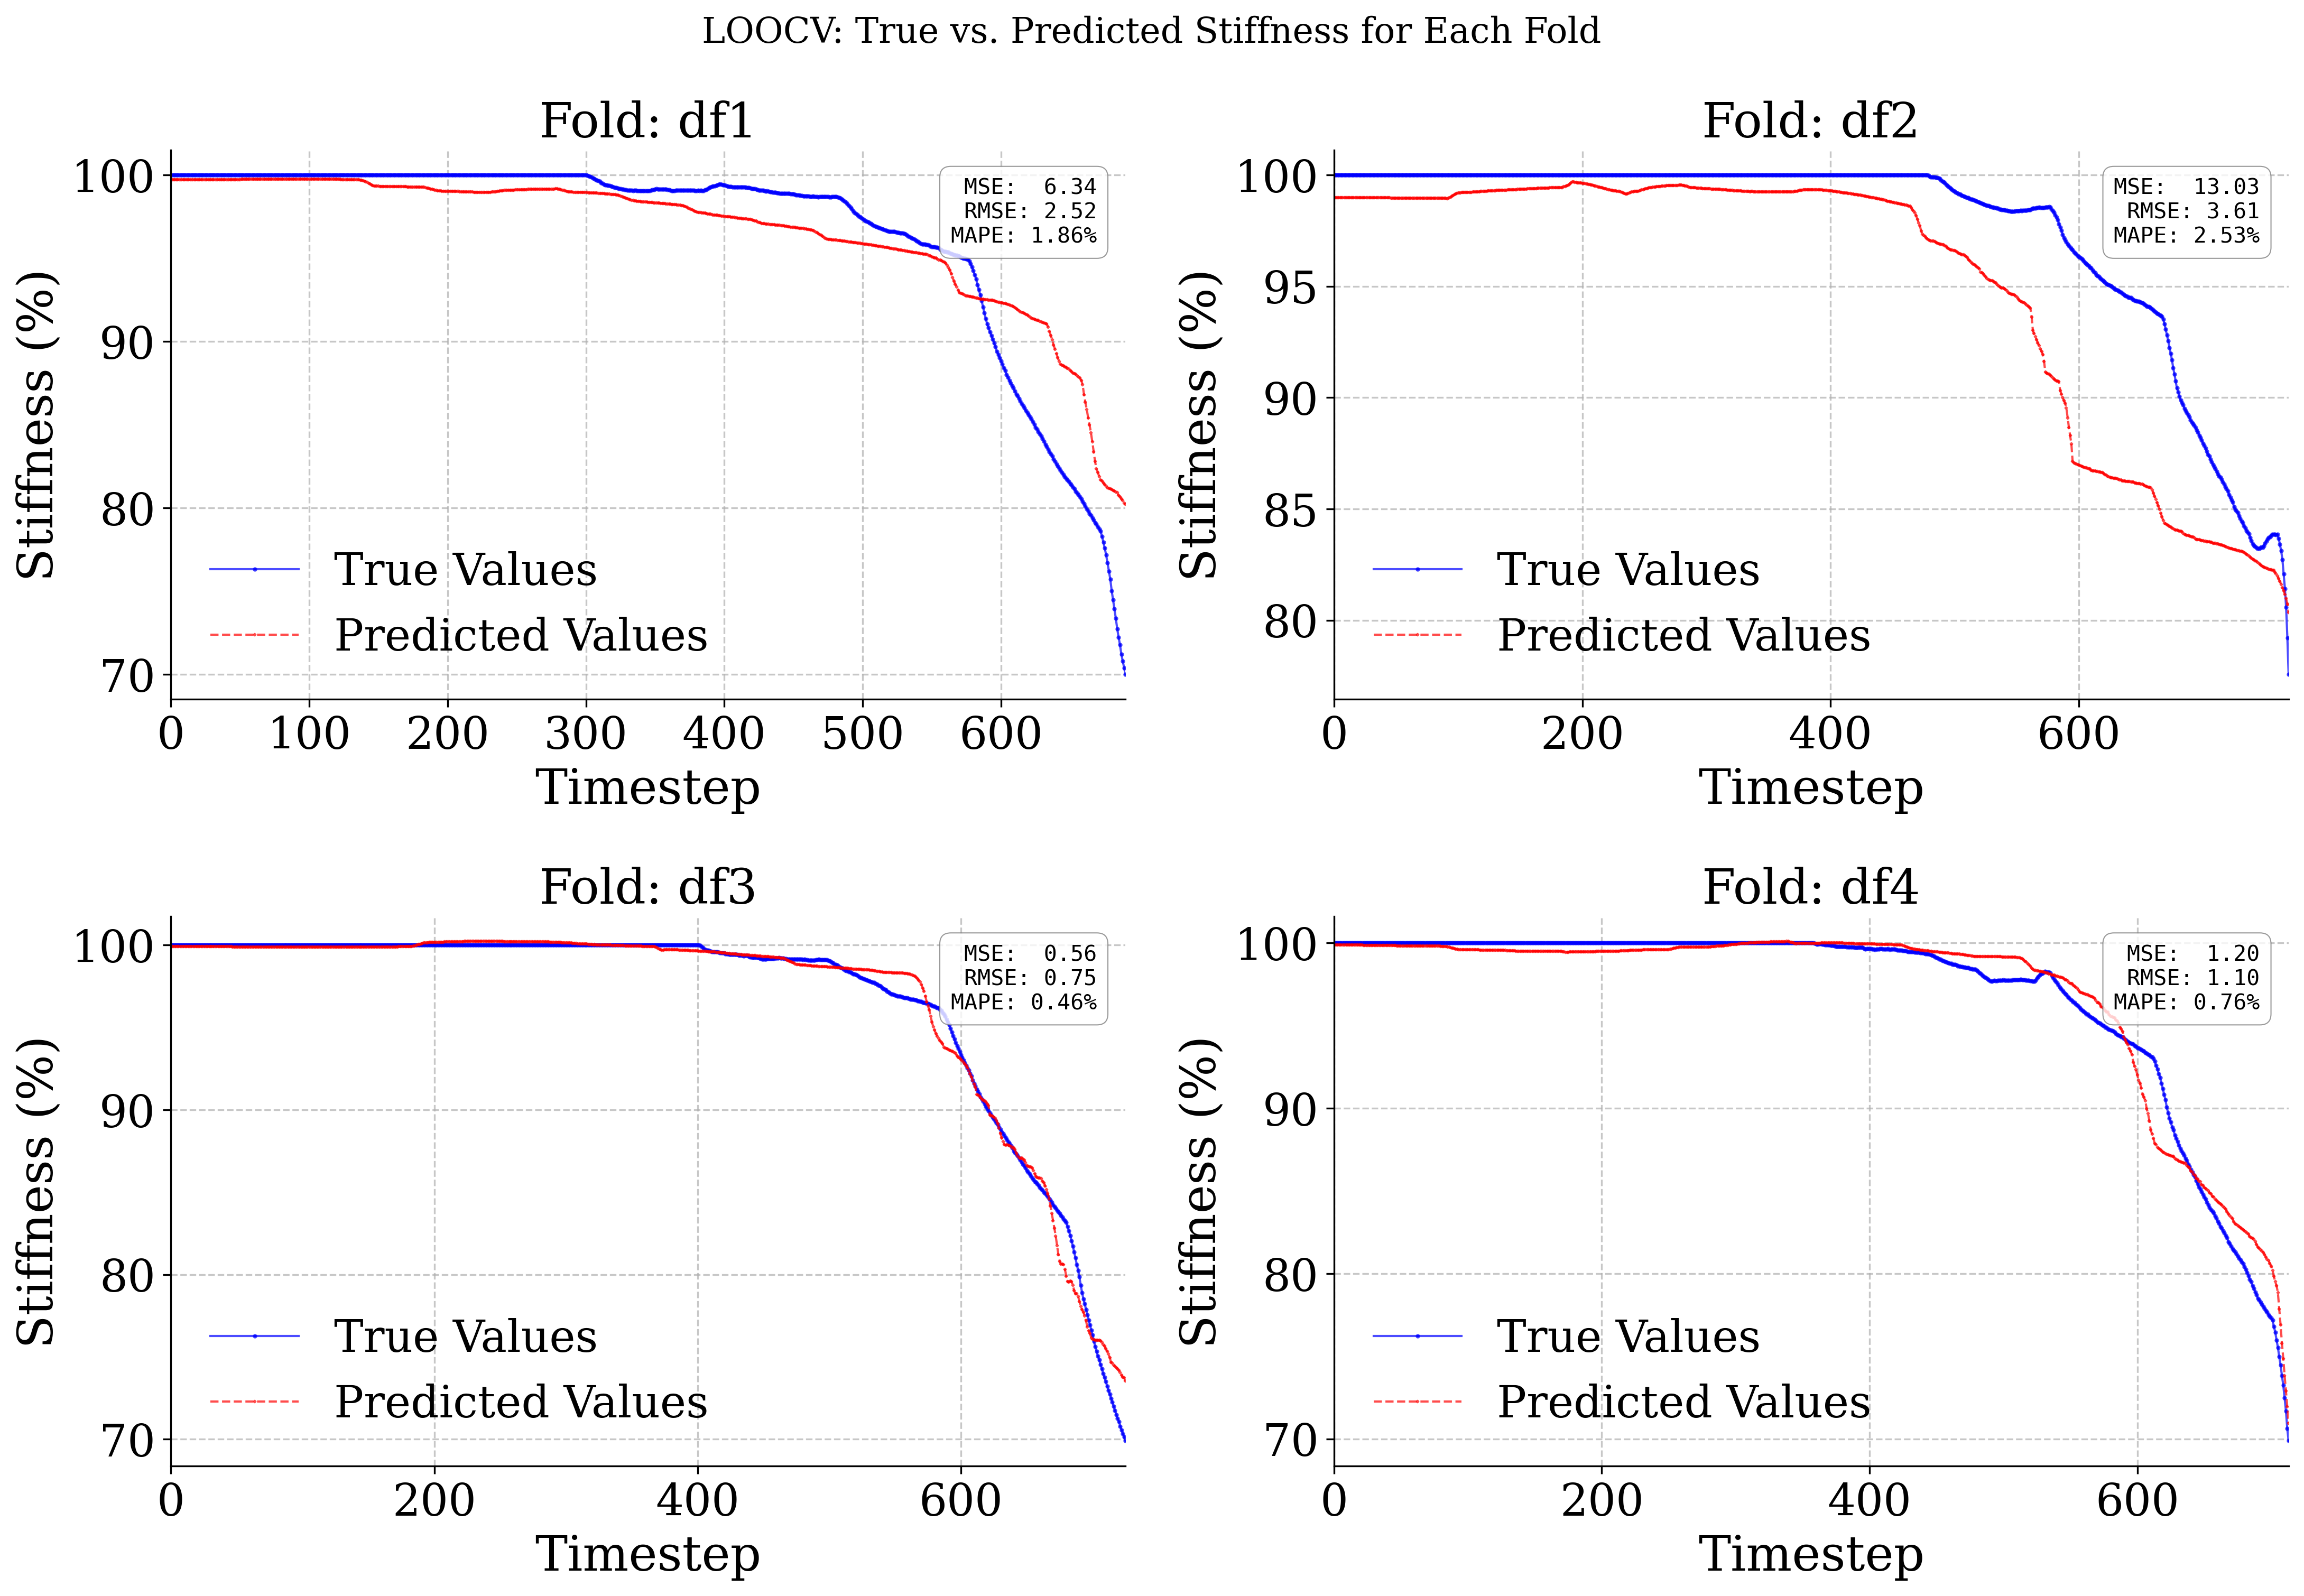 LOOCV: True vs. Predicted Stiffness for Each Fold
Fold: df1
Stiffness (%)
100
90
80
70
MSE: 6.34
RMSE: 2.52
MAPE: 1.86%
True Values
Predicted Values
0 100 200 300 400 500 600
Timestep
Fold: df2
Stiffness (%)
100
95
90
85
80
MSE: 13.03
RMSE: 3.61
MAPE: 2.53%
True Values
Predicted Values
0 200 400 600
Timestep
Fold: df3
Stiffness (%)
100
90
80
70
MSE: 0.56
RMSE: 0.75
MAPE: 0.46%
True Values
Predicted Values
0 200 400 600
Timestep
Fold: df4
Stiffness (%)
100
90
80
70
MSE: 1.20
RMSE: 1.10
MAPE: 0.76%
True Values
Predicted Values
0 200 400 600
Timestep